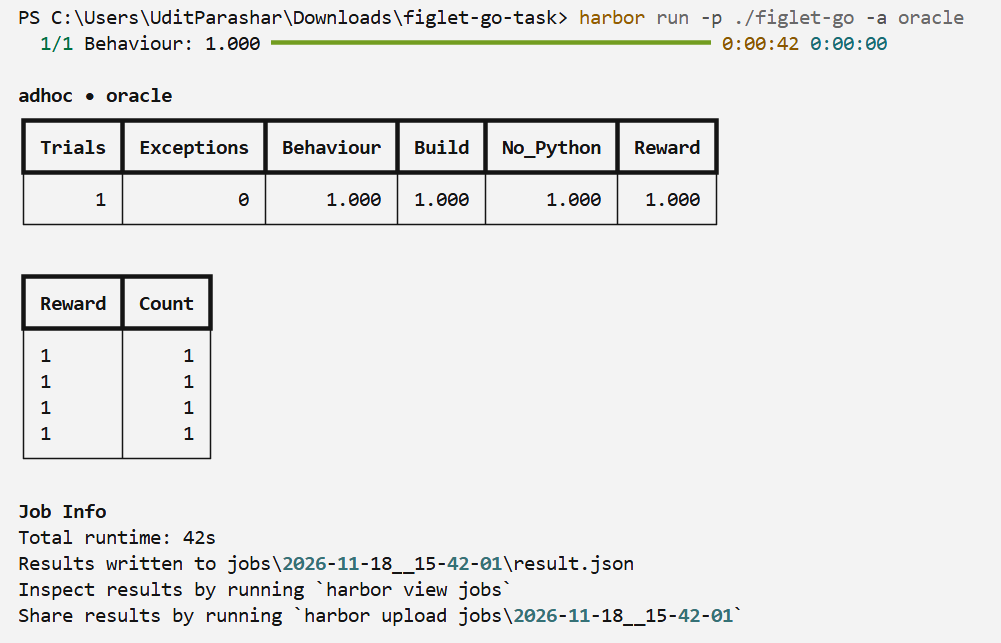 PS C:\Users\UditParashar\Downloads\figlet-go-task> harbor run -p ./figlet-go -a oracle
1/1 Behaviour: 1.000 0:00:42 0:00:00
adhoc • oracle
Trials Exceptions Behaviour Build No_Python Reward
1 0 1.000 1.000 1.000 1.000
Reward Count
1 1
1 1
1 1
1 1
Job Info
Total runtime: 42s
Results written to jobs\2026-11-18__15-42-01\result.json
Inspect results by running `harbor view jobs`
Share results by running `harbor upload jobs\2026-11-18__15-42-01`